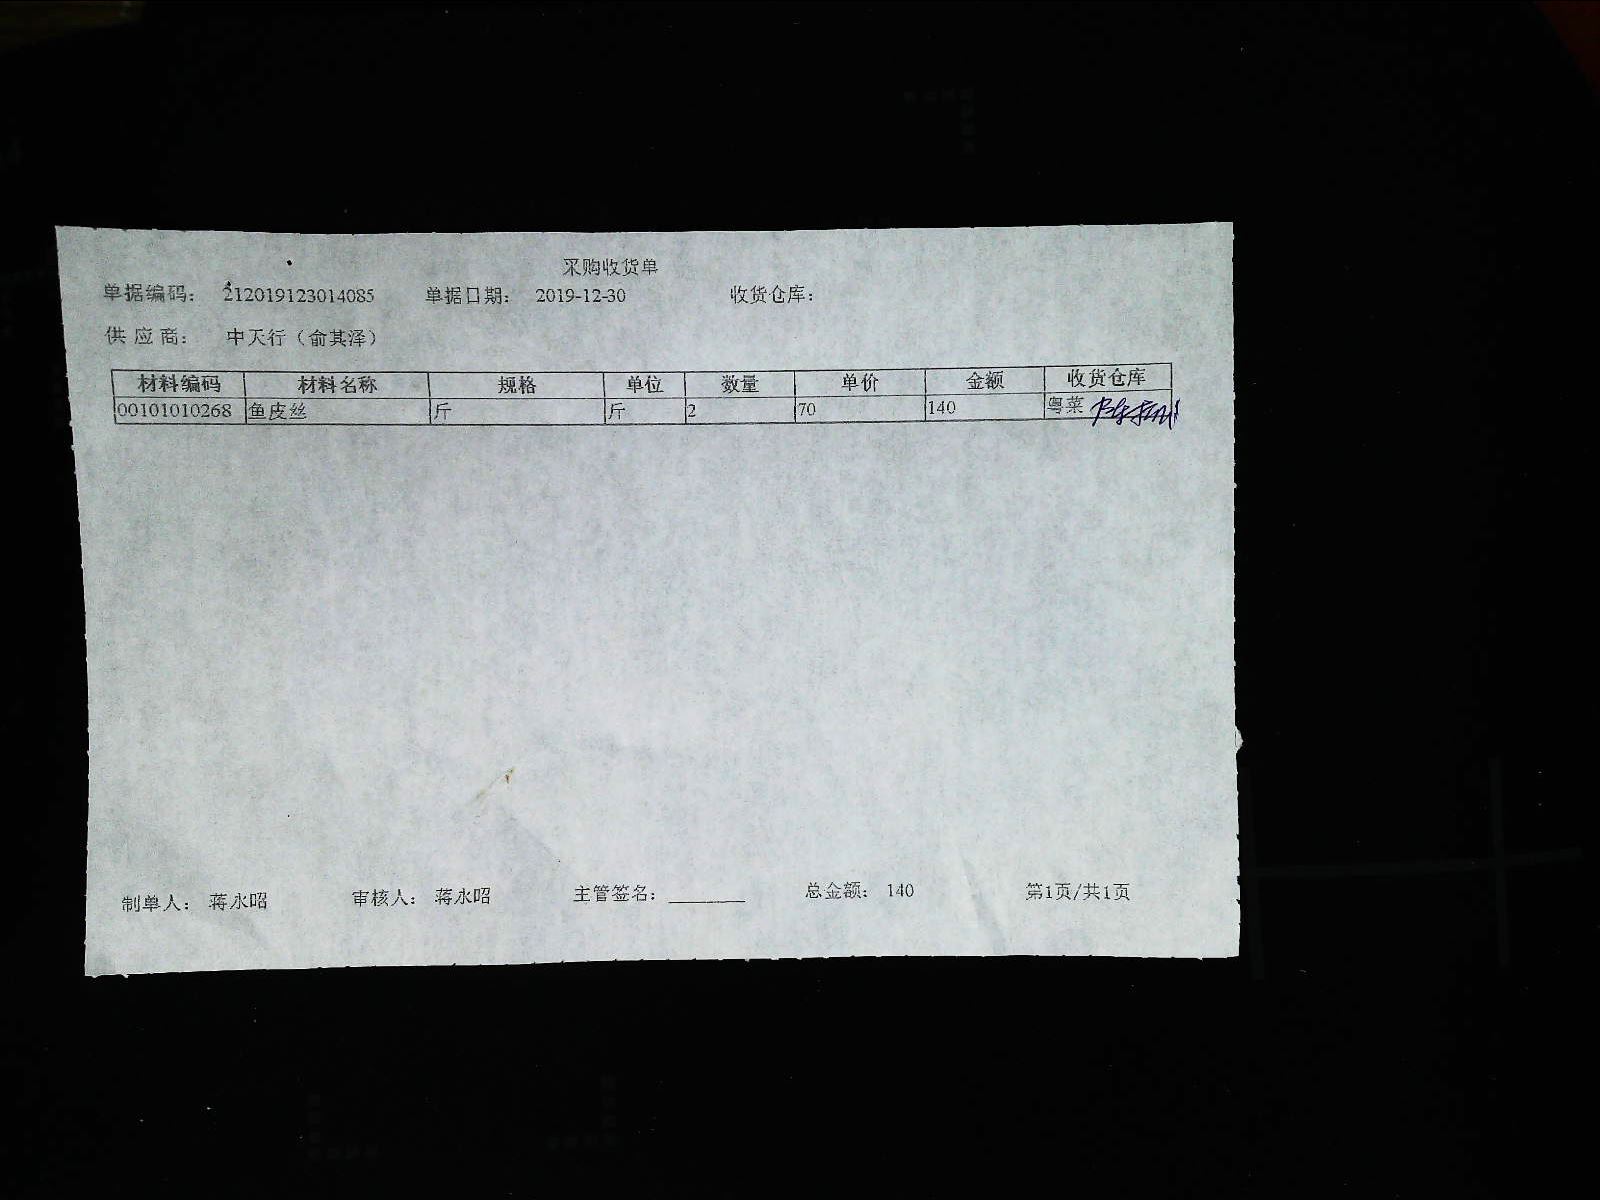 采购收货单
单据编码： 212019123014085 单据日期： 2019-12-30 收货仓库：
供应商： 中天行（俞其泽）
材料编码 材料名称 规格 单位 数量 单价 金额 收货仓库
00101010268 鱼皮丝 斤 斤 2 70 140 粤菜
制单人： 蒋永昭 审核人： 蒋永昭 主管签名：________ 总金额： 140 第1页/共1页